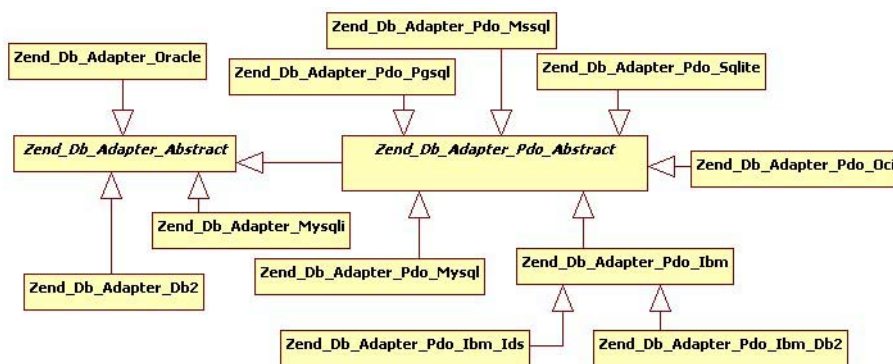 Zend_Db_Adapter_Pdo_Mssql
Zend_Db_Adapter_Oracle
Zend_Db_Adapter_Pdo_Pgsql
Zend_Db_Adapter_Pdo_Sqlite
Zend_Db_Adapter_Abstract
Zend_Db_Adapter_Pdo_Abstract
Zend_Db_Adapter_Pdo_Oci
Zend_Db_Adapter_Mysqli
Zend_Db_Adapter_Db2
Zend_Db_Adapter_Pdo_Mysql
Zend_Db_Adapter_Pdo_Ibm
Zend_Db_Adapter_Pdo_Ibm_Ids
Zend_Db_Adapter_Pdo_Ibm_Db2